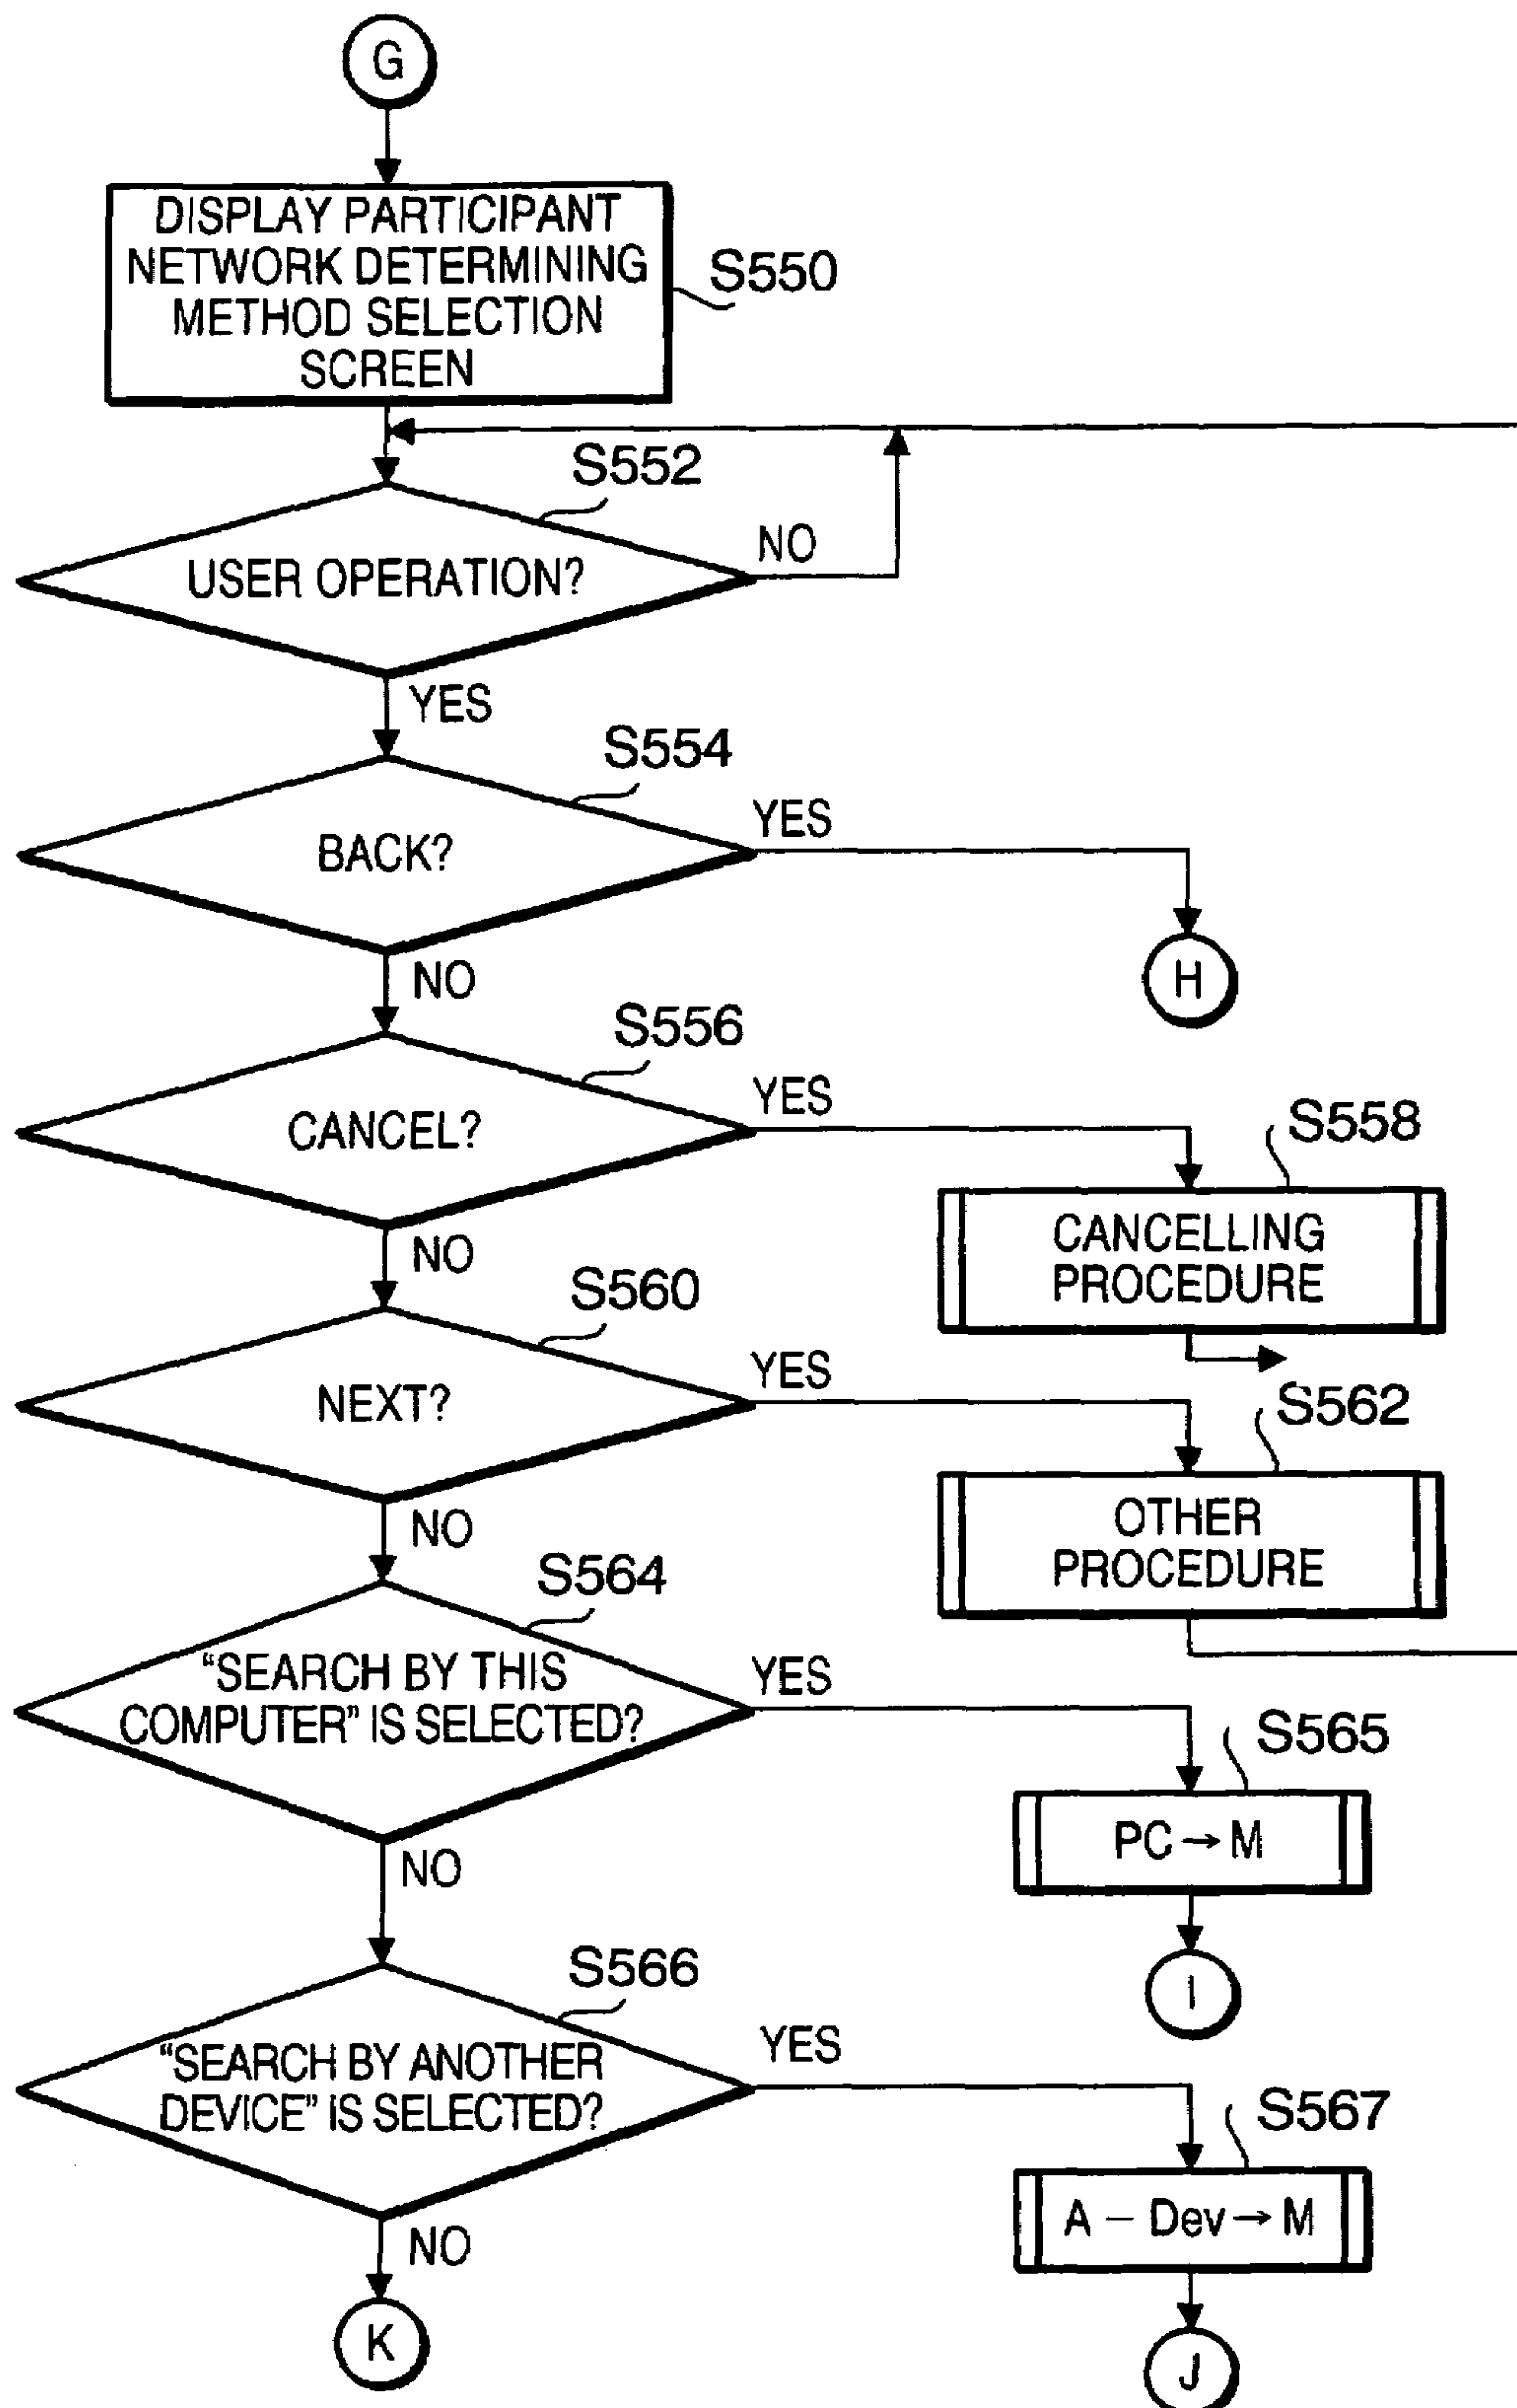 G
DISPLAY PARTICIPANT
NETWORK DETERMINING
METHOD SELECTION
SCREEN
S550
S552
USER OPERATION?
NO
YES
S554
BACK?
YES
H
NO
S556
CANCEL?
YES
S558
CANCELLING
PROCEDURE
NO
S560
NEXT?
YES
S562
OTHER
PROCEDURE
NO
S564
“SEARCH BY THIS
COMPUTER” IS SELECTED?
YES
S565
PC→M
I
NO
S566
“SEARCH BY ANOTHER
DEVICE” IS SELECTED?
YES
S567
A – Dev→M
J
NO
K